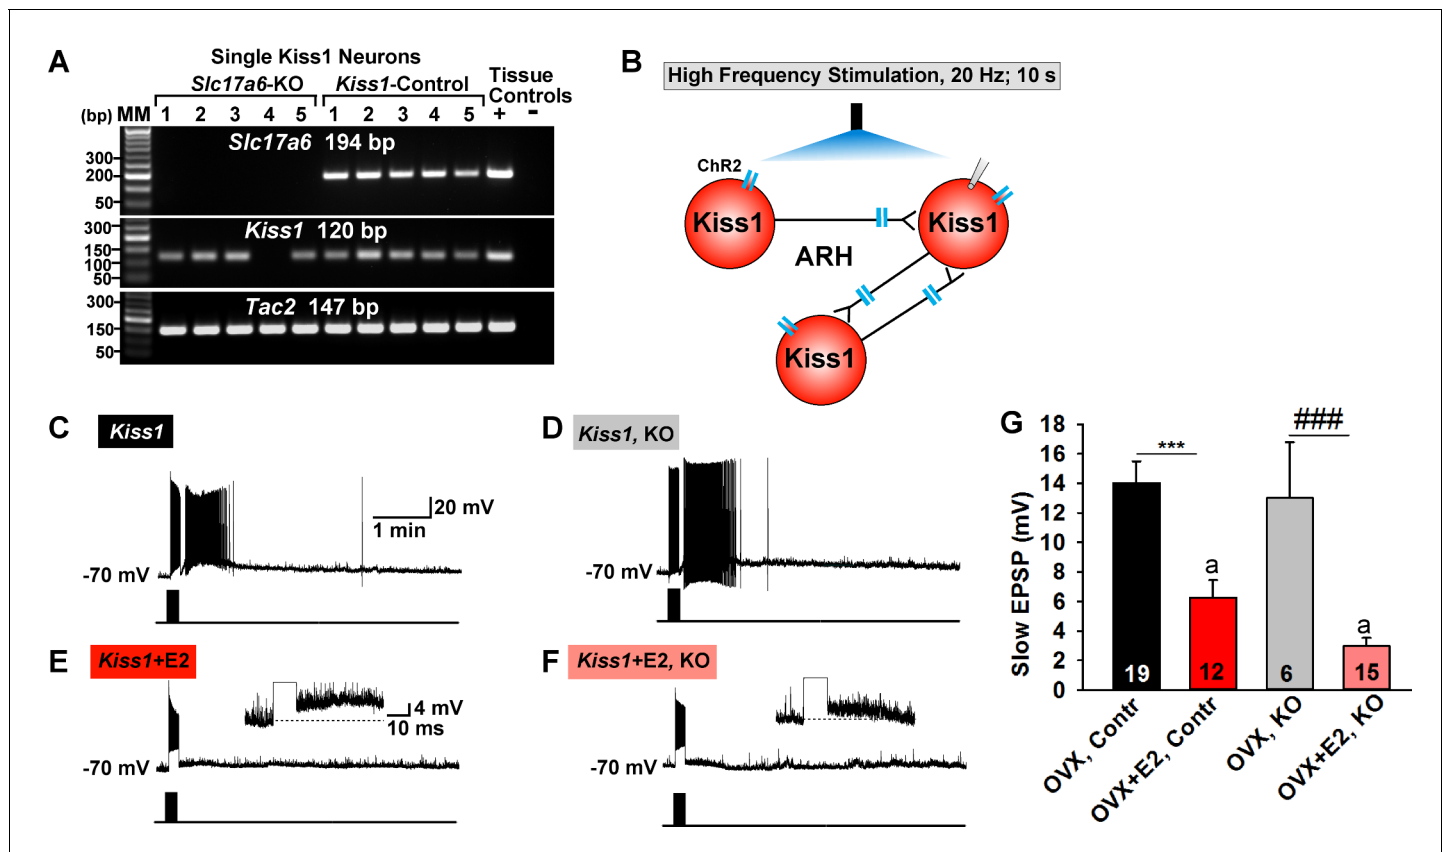 A
Single Kiss1 Neurons
Slc17a6-KO
Kiss1-Control
Tissue
Controls
(bp) MM 1 2 3 4 5 1 2 3 4 5 + -
Slc17a6 194 bp
300
200
50
Kiss1 120 bp
300
150
100
50
Tac2 147 bp
300
150
50
B
High Frequency Stimulation, 20 Hz; 10 s
ChR2
Kiss1
Kiss1
ARH
Kiss1
C
Kiss1
20 mV
1 min
-70 mV
D
Kiss1, KO
-70 mV
E
Kiss1+E2
4 mV
10 ms
-70 mV
F
Kiss1+E2, KO
-70 mV
G
Slow EPSP (mV)
18
16
14
12
10
8
6
4
2
0
***
###
a
a
19
12
6
15
OVX, Contr
OVX+E2, Contr
OVX, KO
OVX+E2, KO